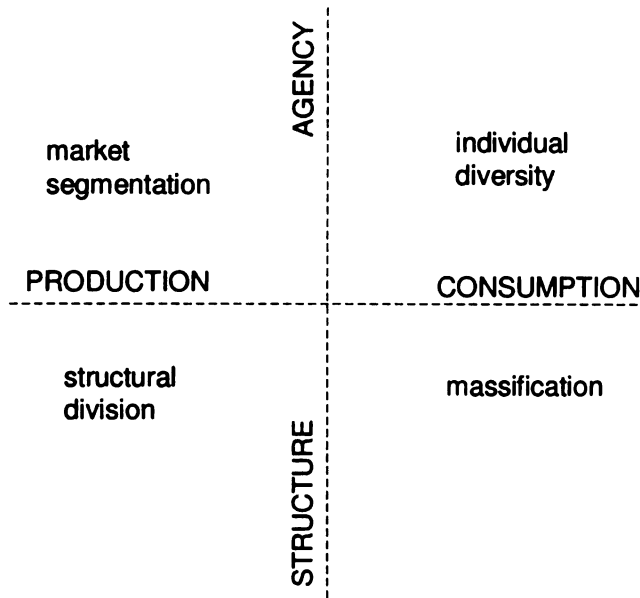 AGENCY
market
segmentation
individual
diversity
PRODUCTION
CONSUMPTION
structural
division
massification
STRUCTURE